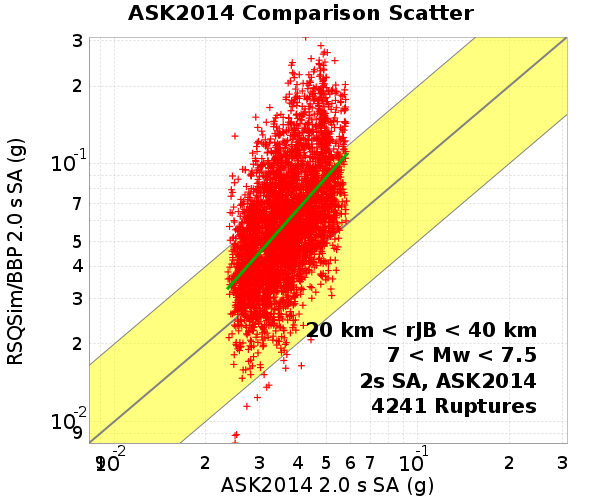 ASK2014 Comparison Scatter
3
2
10-1
7
5
4
3
2
10-2
9
RSQSim/BBP 2.0 s SA (g)
20 km < rJB < 40 km
7 < Mw < 7.5
2s SA, ASK2014
4241 Ruptures
9 10-2 2 3 4 5 6 7 10-1 2 3
ASK2014 2.0 s SA (g)